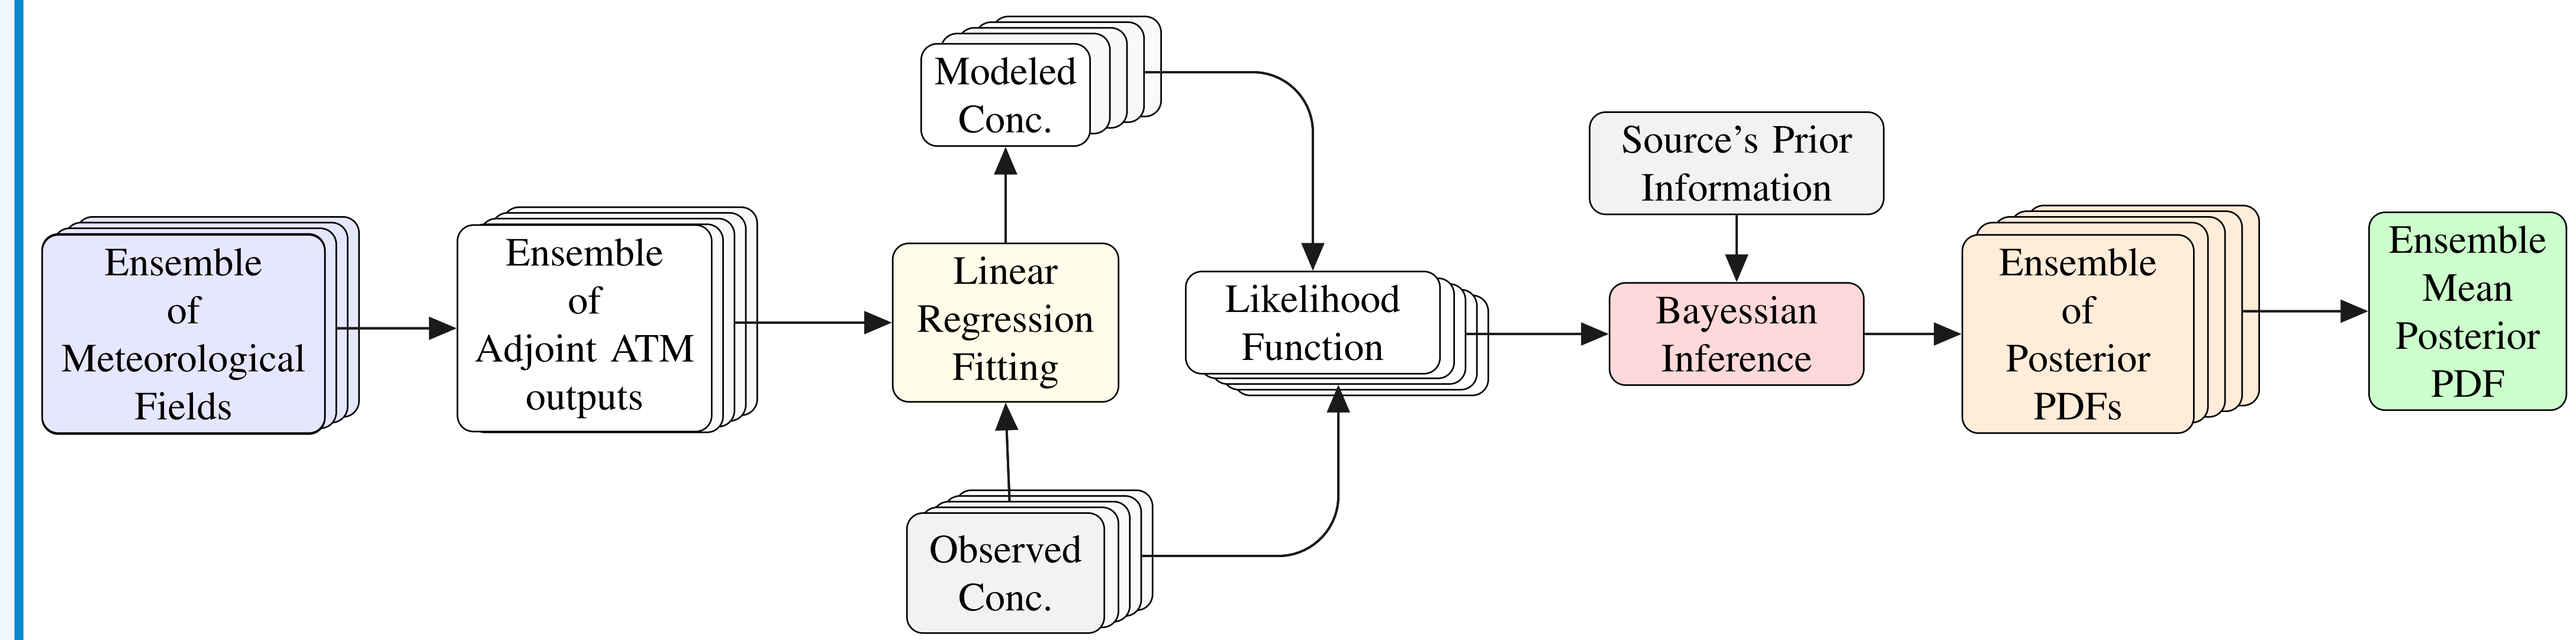 Ensemble
of
Meteorological
Fields
Ensemble
of
Adjoint ATM
outputs
Modeled
Conc.
Linear
Regression
Fitting
Observed
Conc.
Likelihood
Function
Source’s Prior
Information
Bayessian
Inference
Ensemble
of
Posterior
PDFs
Ensemble
Mean
Posterior
PDF